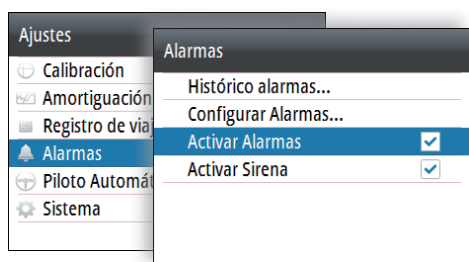 Ajustes
Calibración
Amortiguación
Registro de viaj
Alarmas
Piloto Automát
Sistema
Alarmas
Histórico alarmas...
Configurar Alarmas...
Activar Alarmas
Activar Sirena